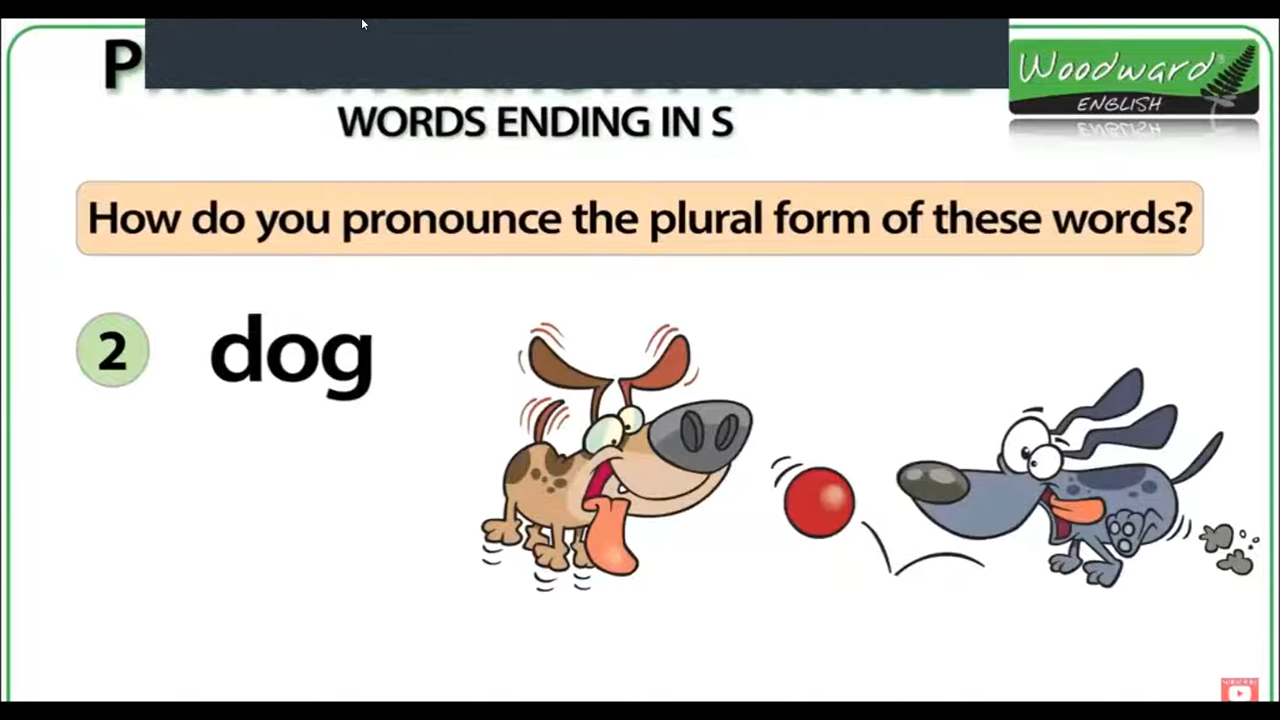 Woodward®
ENGLISH
WORDS ENDING IN S
How do you pronounce the plural form of these words?
2 dog